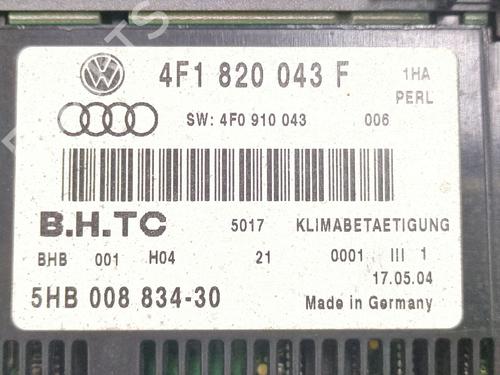 4F1 820 043 F 1HA
PERL
SW: 4F0 910 043 006
B.H.TC 5017 KLIMABETAETIGUNG
BHB 001 H04 21 0001 III 1
17.05.04
5HB 008 834-30 Made in Germany